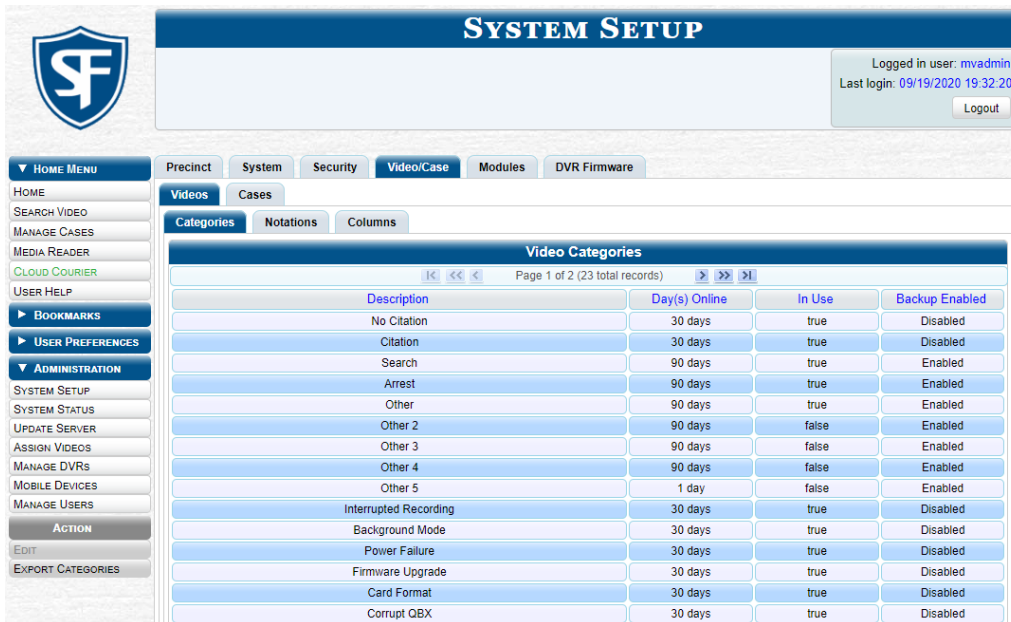 SF
SYSTEM SETUP
Logged in user: mvadmin
Last login: 09/19/2020 19:32:20
Logout
HOME MENU
HOME
SEARCH VIDEO
MANAGE CASES
MEDIA READER
CLOUD COURIER
USER HELP
BOOKMARKS
USER PREFERENCES
ADMINISTRATION
SYSTEM SETUP
SYSTEM STATUS
UPDATE SERVER
ASSIGN VIDEOS
MANAGE DVRS
MOBILE DEVICES
MANAGE USERS
ACTION
EDIT
EXPORT CATEGORIES
Precinct System Security Video/Case Modules DVR Firmware
Videos Cases
Categories Notations Columns
Video Categories
Page 1 of 2 (23 total records)
Description Day(s) Online In Use Backup Enabled
No Citation 30 days true Disabled
Citation 30 days true Disabled
Search 90 days true Enabled
Arrest 90 days true Enabled
Other 90 days true Enabled
Other 2 90 days false Enabled
Other 3 90 days false Enabled
Other 4 90 days false Enabled
Other 5 1 day false Enabled
Interrupted Recording 30 days true Disabled
Background Mode 30 days true Disabled
Power Failure 30 days true Disabled
Firmware Upgrade 30 days true Disabled
Card Format 30 days true Disabled
Corrupt QBX 30 days true Disabled